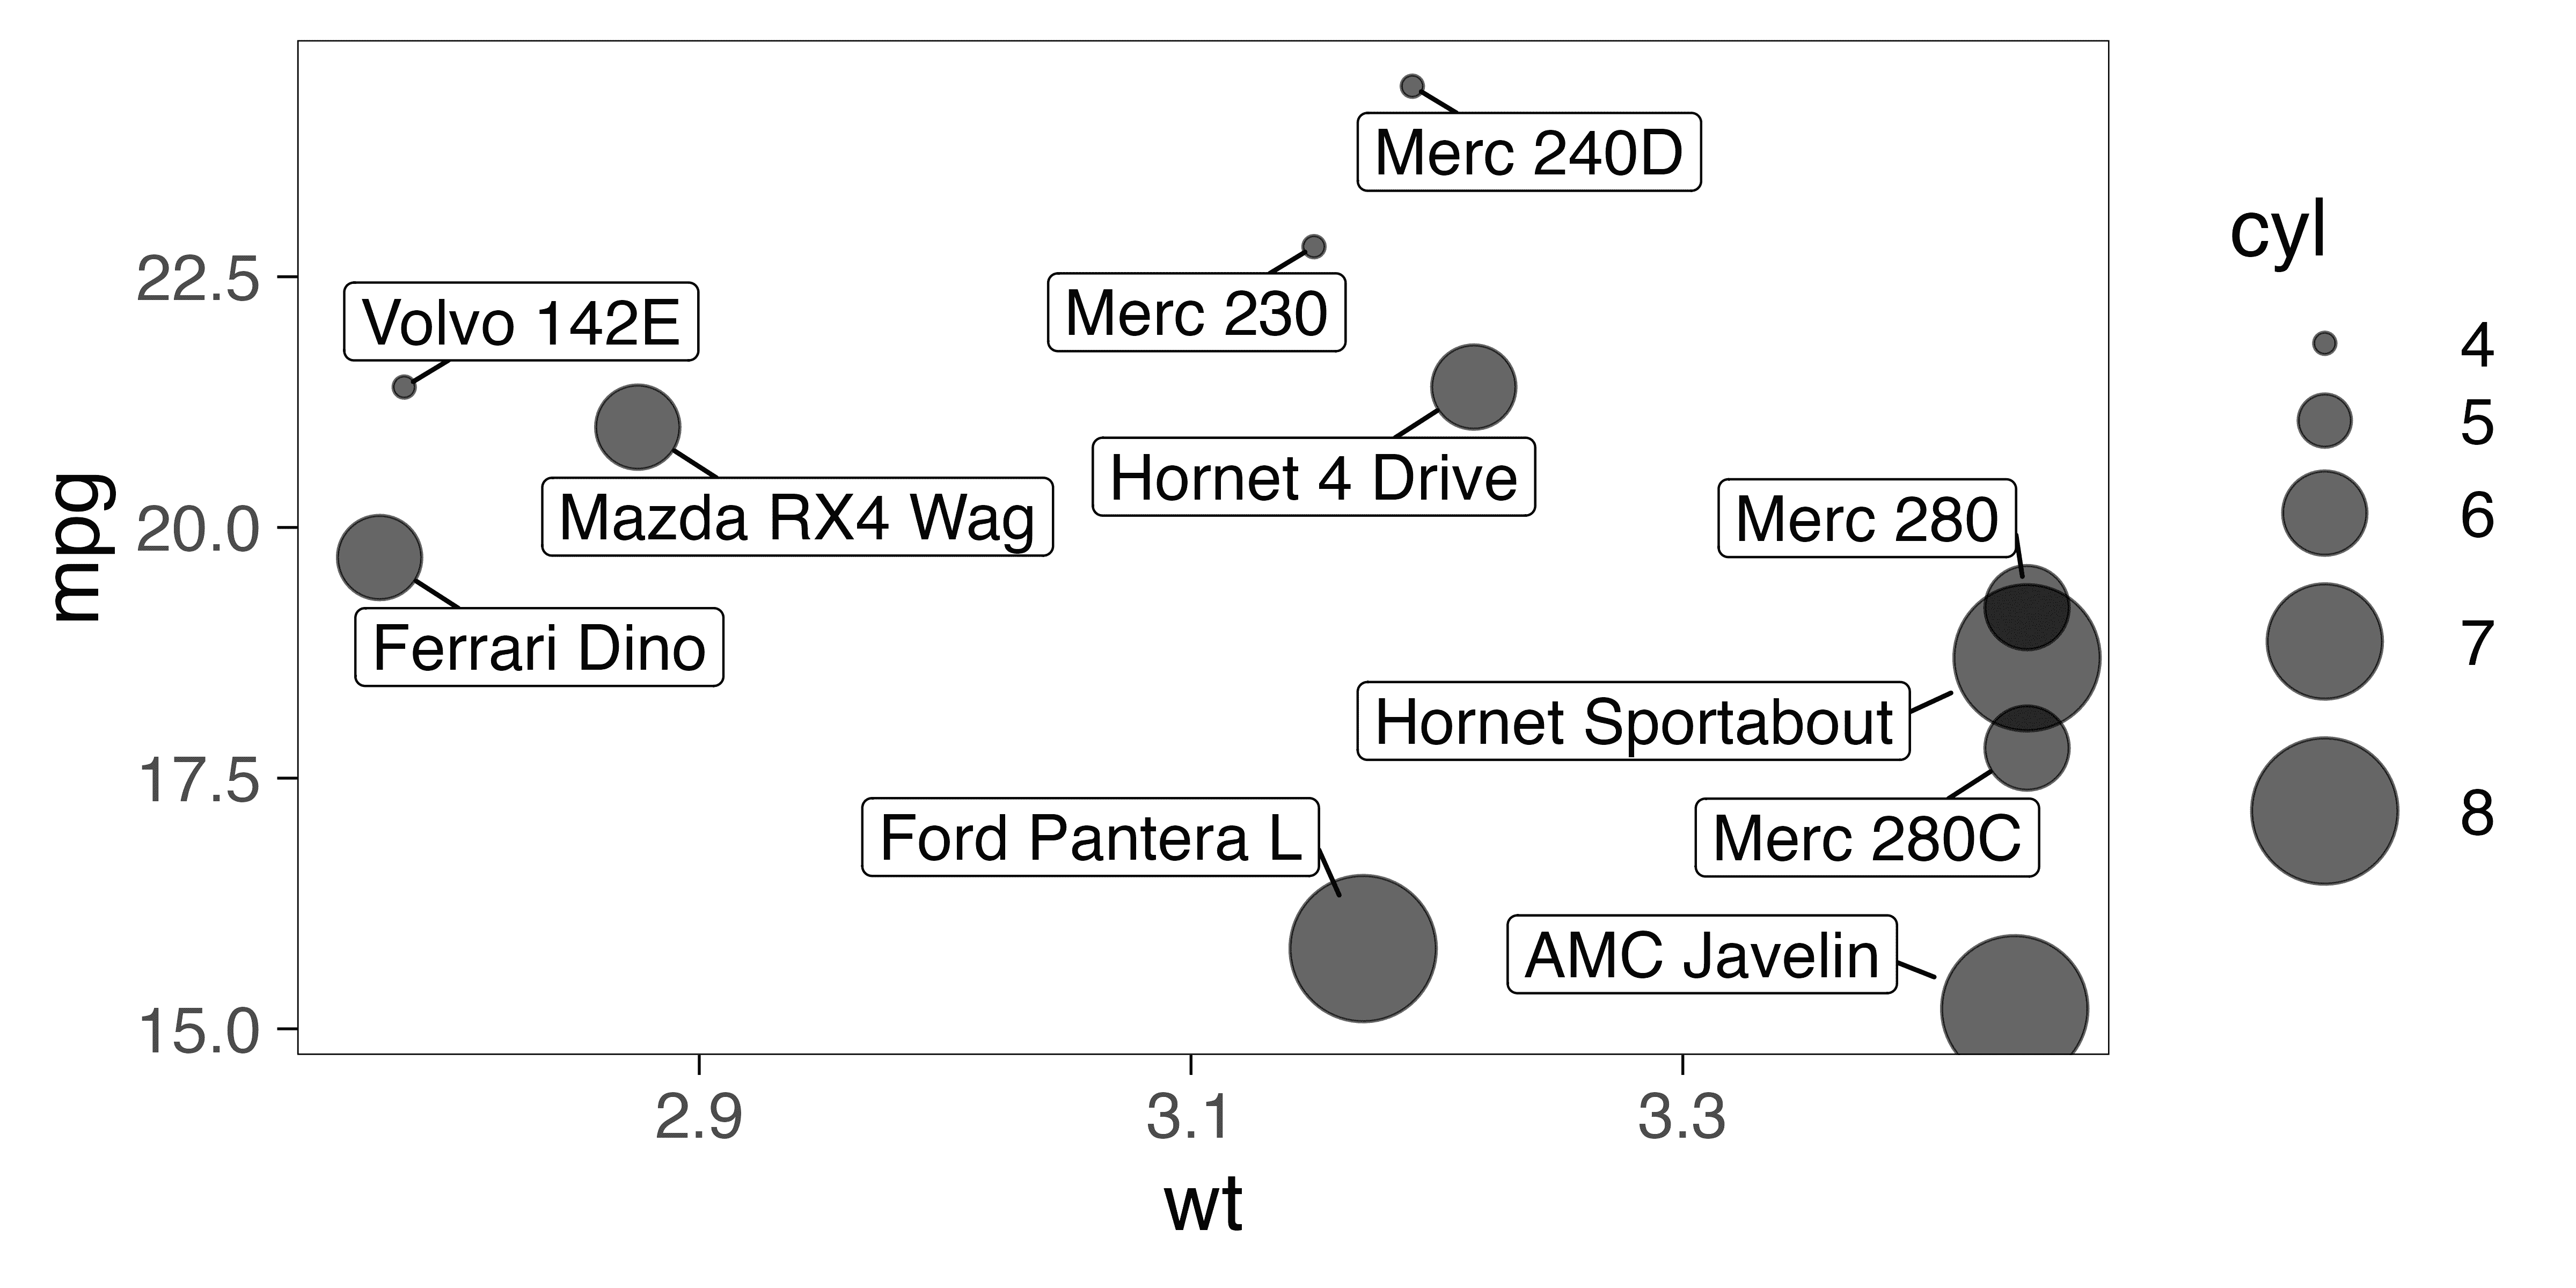 Merc 240D
Merc 230
Volvo 142E
Hornet 4 Drive
Mazda RX4 Wag
Merc 280
Ferrari Dino
Hornet Sportabout
Ford Pantera L
Merc 280C
AMC Javelin
mpg
22.5
20.0
17.5
15.0
2.9
3.1
3.3
wt
cyl
4
5
6
7
8